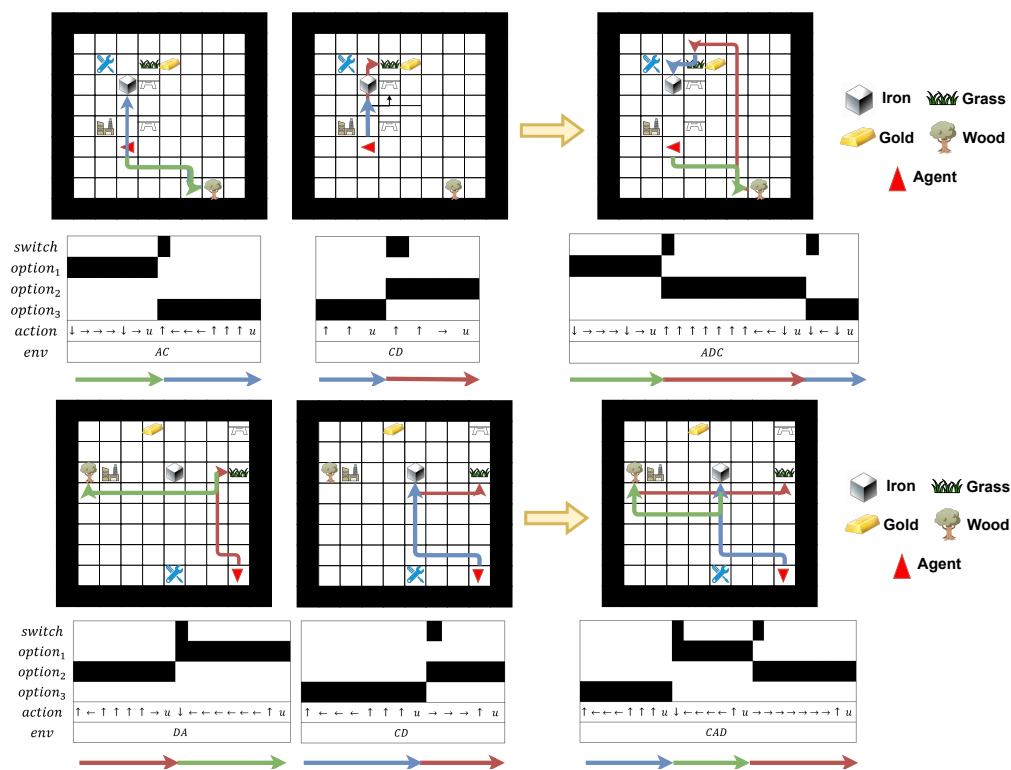 Iron Grass
Gold Wood
Agent
switch
option₁
option₂
option₃
action ↓ → → → ↓ → u ↑ ← ← ← ↑ ↑ ↑ u ↑ ↑ u ↑ ↑ → u ↓ → → → ↓ → u ↑ ↑ ↑ ↑ ↑ ↑ ↑ ← ← ↓ u ↓ ← ↓ u
env AC CD ADC
Iron Grass
Gold Wood
Agent
switch
option₁
option₂
option₃
action ↑ ← ↑ ↑ ↑ ↑ → u ↓ ← ← ← ← ← ← ↑ u ↑ ← ← ← ↑ ↑ ↑ u → → → ↑ u ↑ ← ← ← ↑ ↑ ↑ u ↓ ← ← ← ← ↑ u → → → → → → → ↑ u
env DA CD CAD